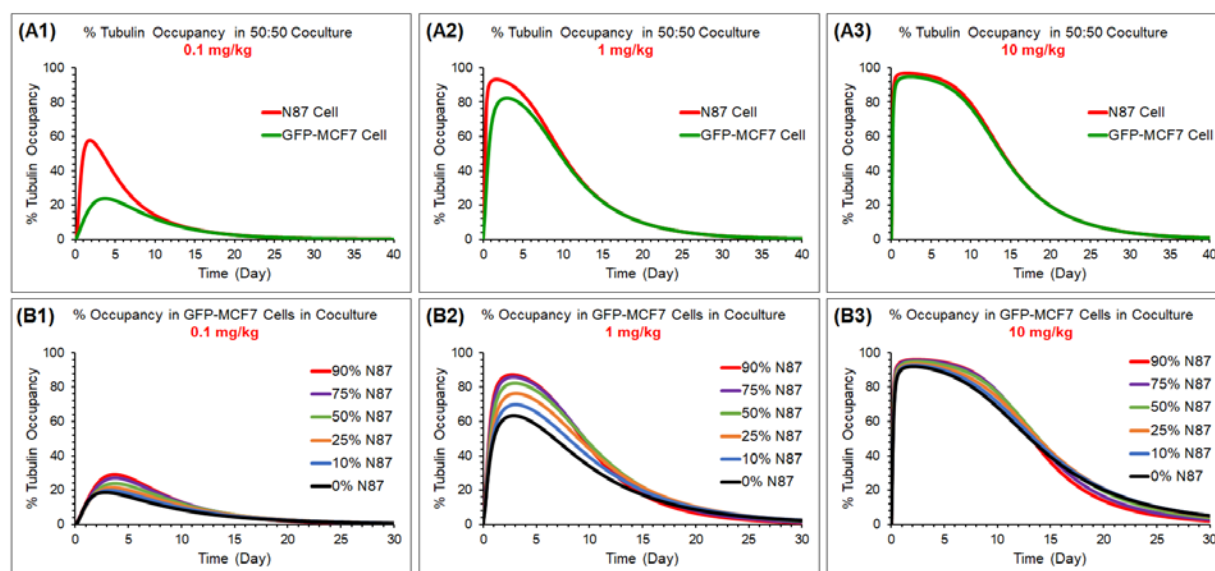 (A1)
% Tubulin Occupancy in 50:50 Coculture
0.1 mg/kg
% Tubulin Occupancy
100
80
60
40
20
0
N87 Cell
GFP-MCF7 Cell
0 5 10 15 20 25 30 35 40
Time (Day)
(A2)
% Tubulin Occupancy in 50:50 Coculture
1 mg/kg
% Tubulin Occupancy
100
80
60
40
20
0
N87 Cell
GFP-MCF7 Cell
0 5 10 15 20 25 30 35 40
Time (Day)
(A3)
% Tubulin Occupancy in 50:50 Coculture
10 mg/kg
% Tubulin Occupancy
100
80
60
40
20
0
N87 Cell
GFP-MCF7 Cell
0 5 10 15 20 25 30 35 40
Time (Day)
(B1)
% Occupancy in GFP-MCF7 Cells in Coculture
0.1 mg/kg
% Tubulin Occupancy
100
80
60
40
20
0
90% N87
75% N87
50% N87
25% N87
10% N87
0% N87
0 5 10 15 20 25 30
Time (Day)
(B2)
% Occupancy in GFP-MCF7 Cells in Coculture
1 mg/kg
% Tubulin Occupancy
100
80
60
40
20
0
90% N87
75% N87
50% N87
25% N87
10% N87
0% N87
0 5 10 15 20 25 30
Time (Day)
(B3)
% Occupancy in GFP-MCF7 Cells in Coculture
10 mg/kg
% Tubulin Occupancy
100
80
60
40
20
0
90% N87
75% N87
50% N87
25% N87
10% N87
0% N87
0 5 10 15 20 25 30
Time (Day)